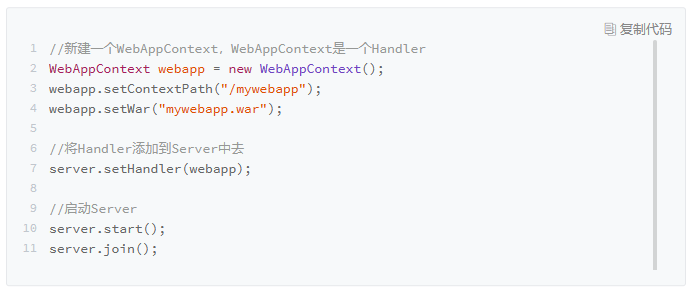 复制代码
1 //新建一个WebAppContext, WebAppContext是一个Handler
2 WebAppContext webapp = new WebAppContext();
3 webapp.setContextPath("/mywebapp");
4 webapp.setWar("mywebapp.war");
5
6 //将Handler添加到Server中去
7 server.setHandler(webapp);
8
9 //启动Server
10 server.start();
11 server.join();